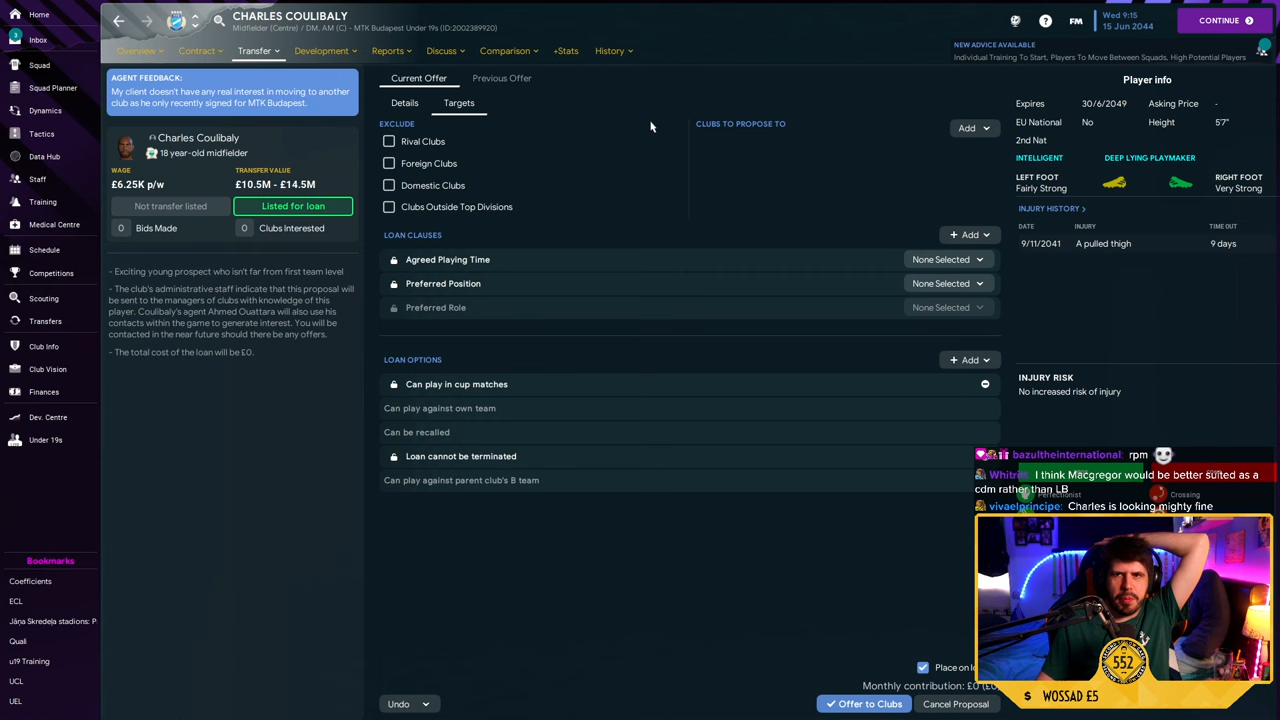 Home
3
Inbox
Squad
Squad Planner
Dynamics
Tactics
Data Hub
Staff
Training
Medical Centre
Schedule
Competitions
Scouting
Transfers
Club Info
Club Vision
Finances
Dev. Centre
Under 19s
Bookmarks
Coefficients
ECL
Jāņa Skredeļa stadions: P
Quali
u19 Training
UCL
UEL
CHARLES COULIBALY
Midfielder (Centre) / DM, AM (C) - MTK Budapest Under 19s (ID:2002389920)
FM
Wed 9:15
15 Jun 2044
CONTINUE
Overview
Contract
Transfer
Development
Reports
Discuss
Comparison
+Stats
History
NEW ADVICE AVAILABLE
Individual Training To Start, Players To Move Between Squads, High Potential Players
AGENT FEEDBACK:
My client doesn't have any real interest in moving to another
club as he only recently signed for MTK Budapest.
Charles Coulibaly
18 year-old midfielder
WAGE
TRANSFER VALUE
£6.25K p/w
£10.5M - £14.5M
Not transfer listed
Listed for loan
0 Bids Made
0 Clubs Interested
- Exciting young prospect who isn't far from first team level
- The club's administrative staff indicate that this proposal will
be sent to the managers of clubs with knowledge of this
player. Coulibaly's agent Ahmed Ouattara will also use his
contacts within the game to generate interest. You will be
contacted in the near future should there be any offers.
- The total cost of the loan will be £0.
Current Offer
Previous Offer
Details
Targets
EXCLUDE
Rival Clubs
Foreign Clubs
Domestic Clubs
Clubs Outside Top Divisions
CLUBS TO PROPOSE TO
Add
LOAN CLAUSES
+ Add
Agreed Playing Time
None Selected
Preferred Position
None Selected
Preferred Role
None Selected
LOAN OPTIONS
+ Add
Can play in cup matches
Can play against own team
Can be recalled
Loan cannot be terminated
Can play against parent club's B team
Place on lo
Monthly contribution: £0 (£0
Undo
Offer to Clubs
Cancel Proposal
Player info
Expires
30/6/2049
Asking Price
-
EU National
No
Height
5'7"
2nd Nat
INTELLIGENT
DEEP LYING PLAYMAKER
LEFT FOOT
Fairly Strong
RIGHT FOOT
Very Strong
INJURY HISTORY
DATE
INJURY
TIME OUT
9/11/2041
A pulled thigh
9 days
INJURY RISK
No increased risk of injury
bazultheinternational: rpm
I think Macgregor would be better suited as a
cdm rather than LB
Perfectionist
Crossing
vivaelprincipe: Charles is looking mighty fine
552
$ WOSSAD £5